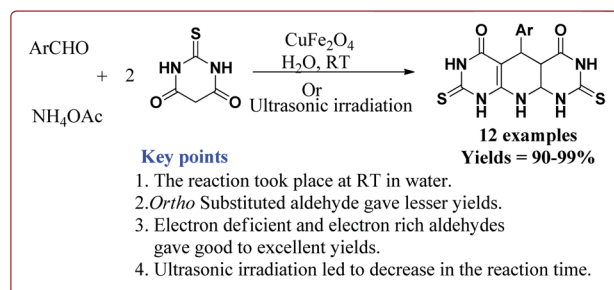 ArCHO
+ 2
NH4OAc
S
HN NH
O O
CuFe2O4
H2O, RT
Or
Ultrasonic irradiation
O Ar O
HN NH
S N H N H N H S
12 examples
Yields = 90-99%
Key points
1. The reaction took place at RT in water.
2.Ortho Substituted aldehyde gave lesser yields.
3. Electron deficient and electron rich aldehydes
gave good to excellent yields.
4. Ultrasonic irradiation led to decrease in the reaction time.